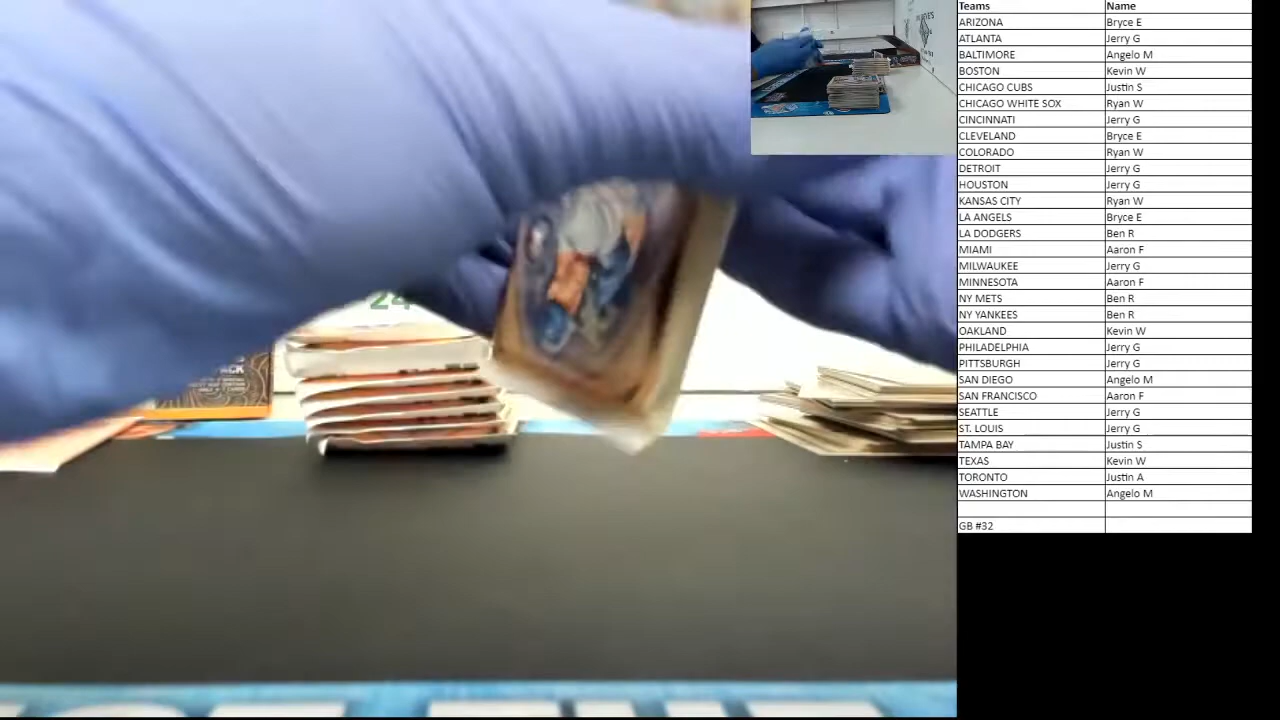 Teams Name
ARIZONA Bryce E
ATLANTA Jerry G
BALTIMORE Angelo M
BOSTON Kevin W
CHICAGO CUBS Justin S
CHICAGO WHITE SOX Ryan W
CINCINNATI Jerry G
CLEVELAND Bryce E
COLORADO Ryan W
DETROIT Jerry G
HOUSTON Jerry G
KANSAS CITY Ryan W
LA ANGELS Bryce E
LA DODGERS Ben R
MIAMI Aaron F
MILWAUKEE Jerry G
MINNESOTA Aaron F
NY METS Ben R
NY YANKEES Ben R
OAKLAND Kevin W
PHILADELPHIA Jerry G
PITTSBURGH Jerry G
SAN DIEGO Angelo M
SAN FRANCISCO Aaron F
SEATTLE Jerry G
ST. LOUIS Jerry G
TAMPA BAY Justin S
TEXAS Kevin W
TORONTO Justin A
WASHINGTON Angelo M
GB #32
24